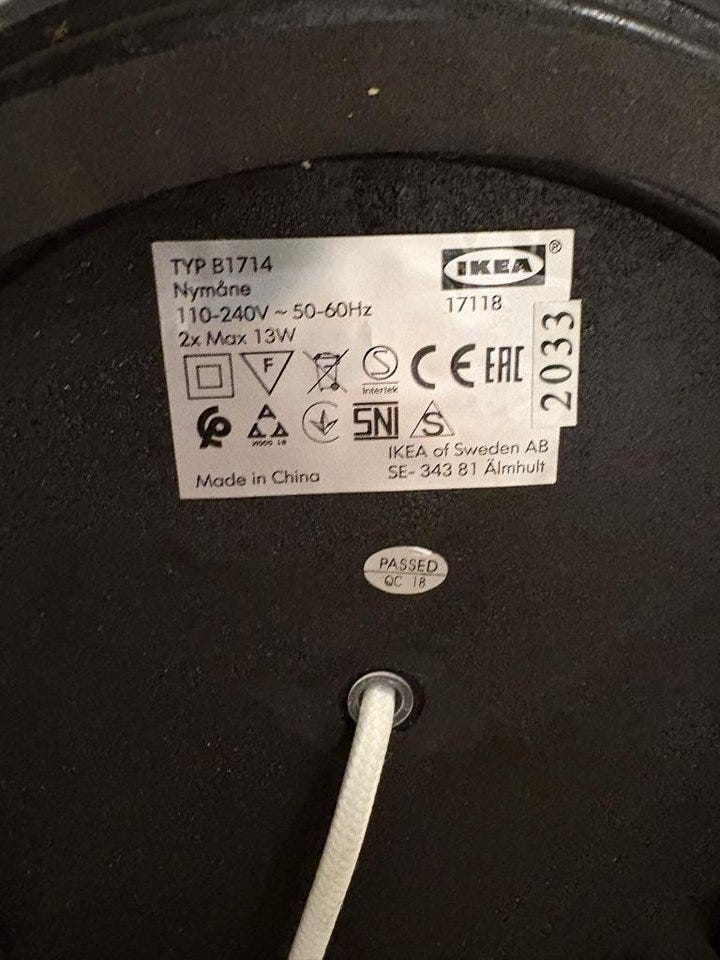 TYP B1714
Nymåne
110-240V ~ 50-60Hz
2x Max 13W
IKEA®
17118
2033
F
S
Intertek
CE EAC
SNI
S
IKEA of Sweden AB
SE- 343 81 Älmhult
Made in China
PASSED
QC 18